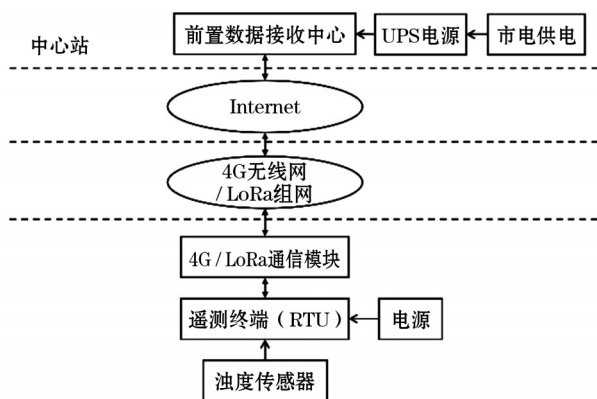 中心站
前置数据接收中心
UPS电源
市电供电
Internet
4G无线网
/LoRa组网
4G/LoRa通信模块
遥测终端（RTU）
电源
浊度传感器